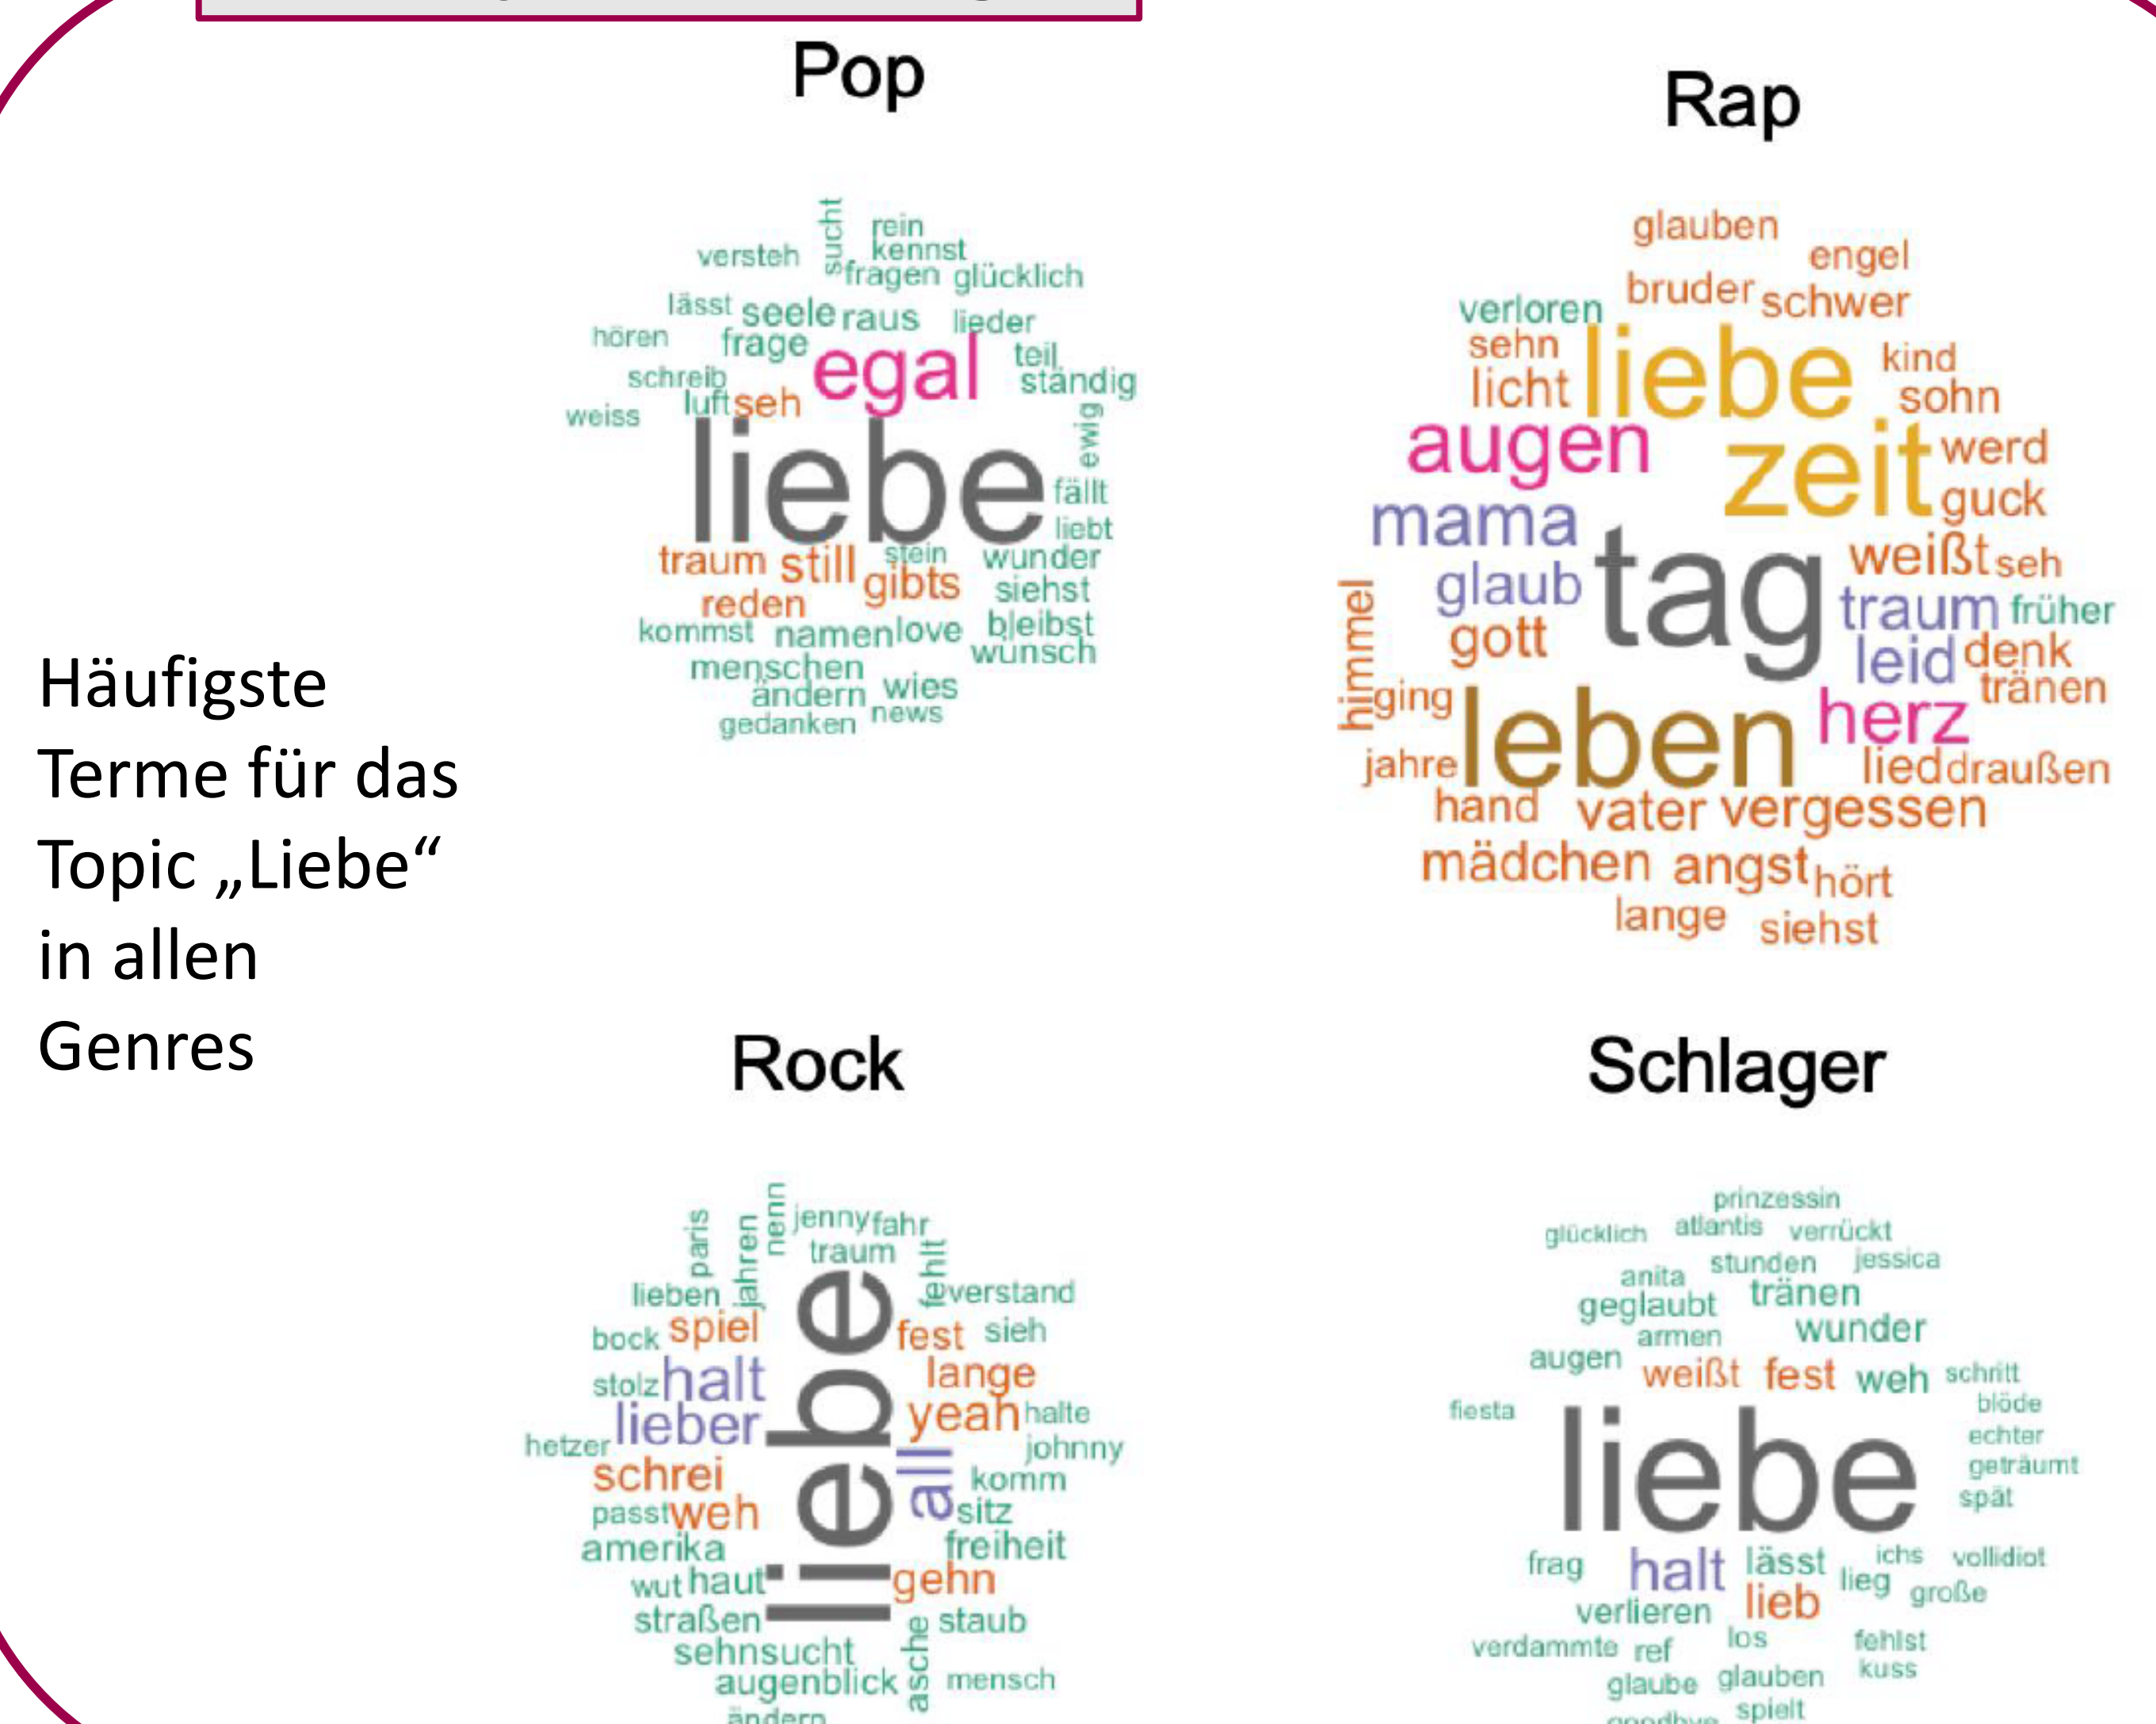 Pop
sucht
rein
versteh
kennst
fragen glücklich
lässt seele raus lieder
hören frage egal teil
schreib ständig
luft seh
weiss
ewig
liebe
fällt
liebt
traum still stein wunder
gibts siehst
reden
kommst namen love bleibst
wunsch
menschen
ändern wies
gedanken news
Rap
glauben
engel
bruder schwer
verloren
sehn liebe kind
licht sohn
augen zeit werd
guck
mama tag weißt seh
glaub traum früher
himmel
gott leid denk
tränen
ging leben herz
jahre lied draußen
hand vater vergessen
mädchen angst hört
lange siehst
Häufigste
Terme für das
Topic „Liebe“
in allen
Genres
Rock
nenn
paris jahren jenny fahr
traum fehlt
lieben verstand
bock spiel fest sieh
stolz halt lange
lieber yeah halte
liebe
hetzer all johnny
schrei komm
passt weh sitz
amerika freiheit
wut haut gehn
straßen staub
sehnsucht asche
augenblick mensch
ändern
Schlager
prinzessin
glücklich atlantis verrückt
stunden jessica
anita tränen
geglaubt
armen wunder
augen weißt fest weh schritt
blöde
fiesta liebe echter
geträumt
spät
frag halt lässt ichs vollidiot
lieg große
verlieren lieb
verdammte ref los fehlst
kuss
glaube glauben
goodbye spielt